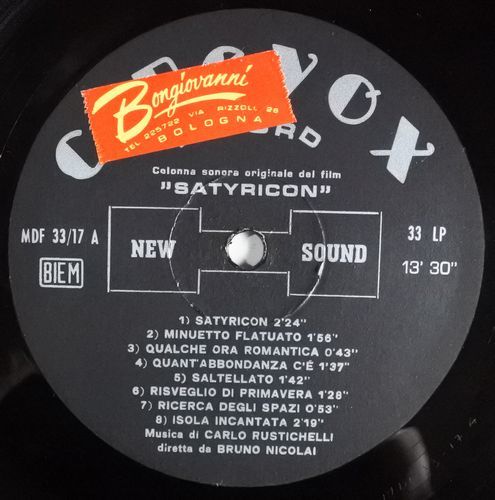 Bongiovanni
TEL 225722 VIA RIZZOLI 28
BOLOGNA
Colonna sonora originale del film
"SATYRICON"
MDF 33/17 A
BIEM
NEW
SOUND
33 LP
13' 30"
1) SATYRICON 2'24"
2) MINUETTO FLATUATO 1'56"
3) QUALCHE ORA ROMANTICA 0'43"
4) QUANT'ABBONDANZA C'É 1'37"
5) SALTELLATO 1'42"
6) RISVEGLIO DI PRIMAVERA 1'28"
7) RICERCA DEGLI SPAZI 0'53"
8) ISOLA INCANTATA 2'19"
Musica di CARLO RUSTICHELLI
diretta da BRUNO NICOLAI